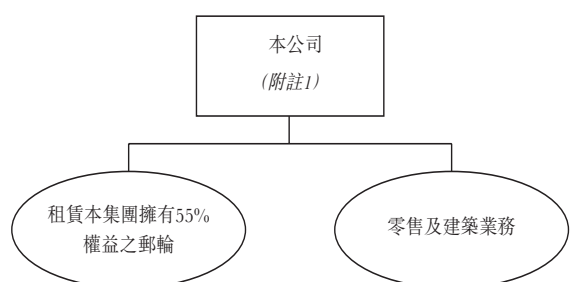 本公司
(附註1)
租賃本集團擁有55%
權益之郵輪
零售及建築業務